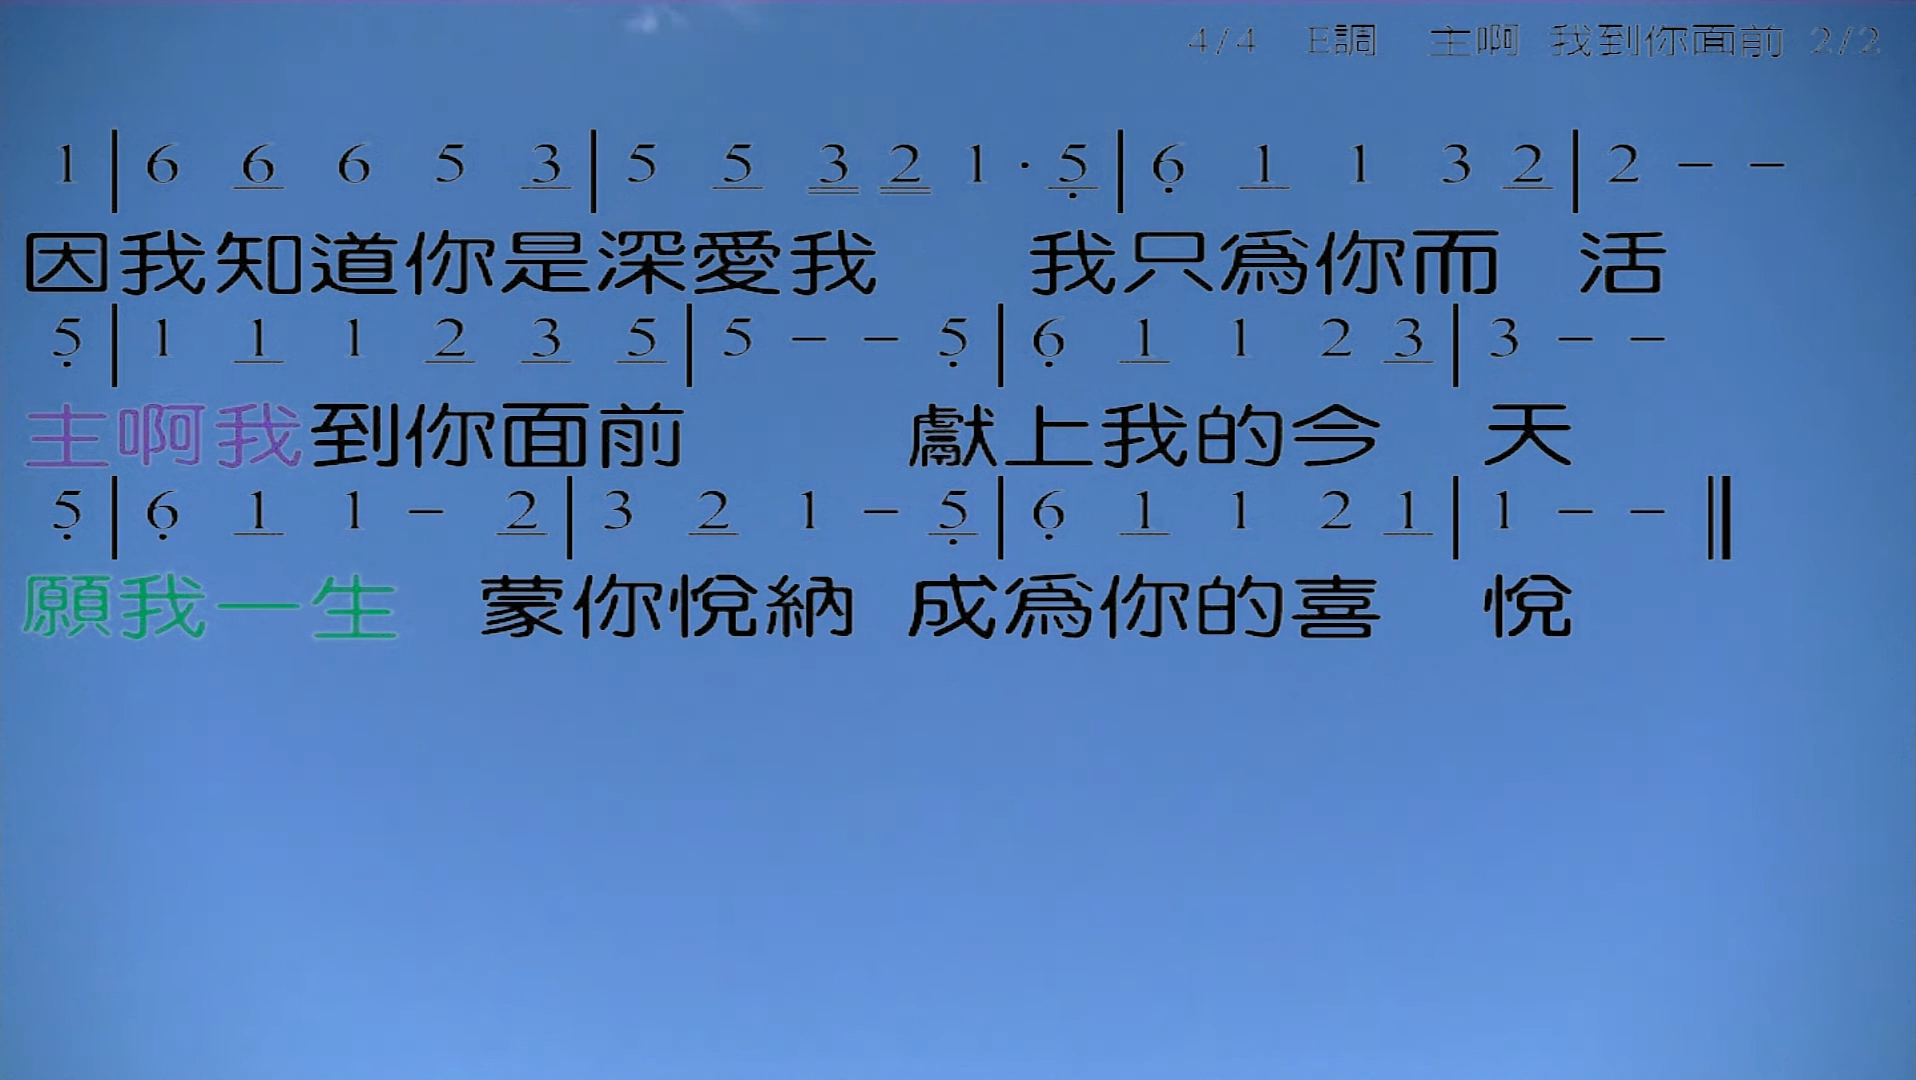 4/4 E調 主啊 我到你面前 2/2
1 | 6 6 6 5 3 | 5 5 3 2 1 · 5 | 6 1 1 3 2 | 2 – –
因我知道你是深愛我 我只為你而 活
5 | 1 1 1 2 3 5 | 5 – – 5 | 6 1 1 2 3 | 3 – –
主啊我到你面前 獻上我的今 天
5 | 6 1 1 – 2 | 3 2 1 – 5 | 6 1 1 2 1 | 1 – – ‖
願我一生 蒙你悅納 成為你的喜 悅